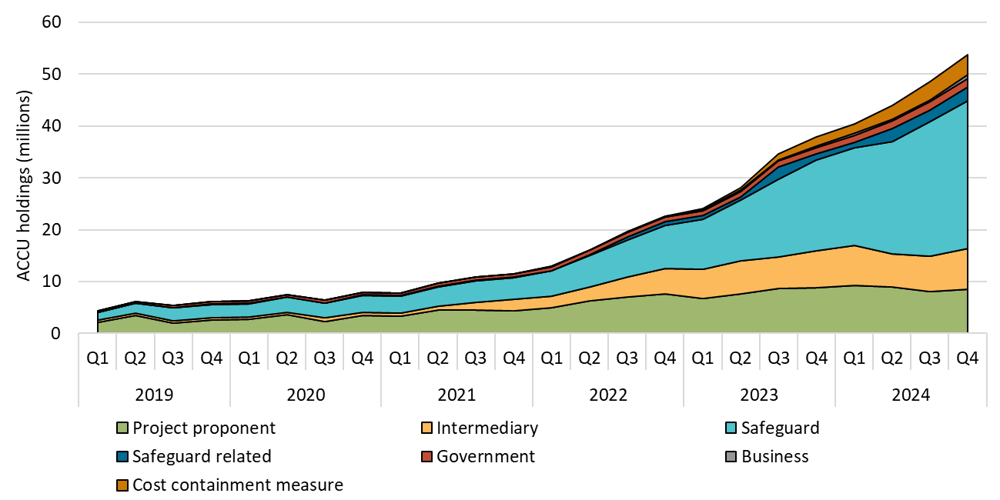 60
50
40
30
20
10
0
ACCU holdings (millions)
Q1 Q2 Q3 Q4 Q1 Q2 Q3 Q4 Q1 Q2 Q3 Q4 Q1 Q2 Q3 Q4 Q1 Q2 Q3 Q4 Q1 Q2 Q3 Q4
2019 2020 2021 2022 2023 2024
Project proponent Intermediary Safeguard
Safeguard related Government Business
Cost containment measure